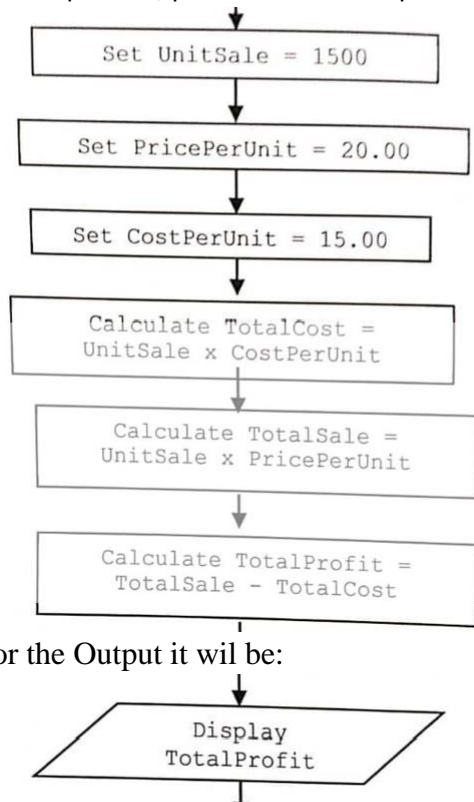 Set UnitSale = 1500
Set PricePerUnit = 20.00
Set CostPerUnit = 15.00
Calculate TotalCost =
UnitSale x CostPerUnit
Calculate TotalSale =
UnitSale x PricePerUnit
Calculate TotalProfit =
TotalSale - TotalCost
or the Output it wil be:
Display
TotalProfit